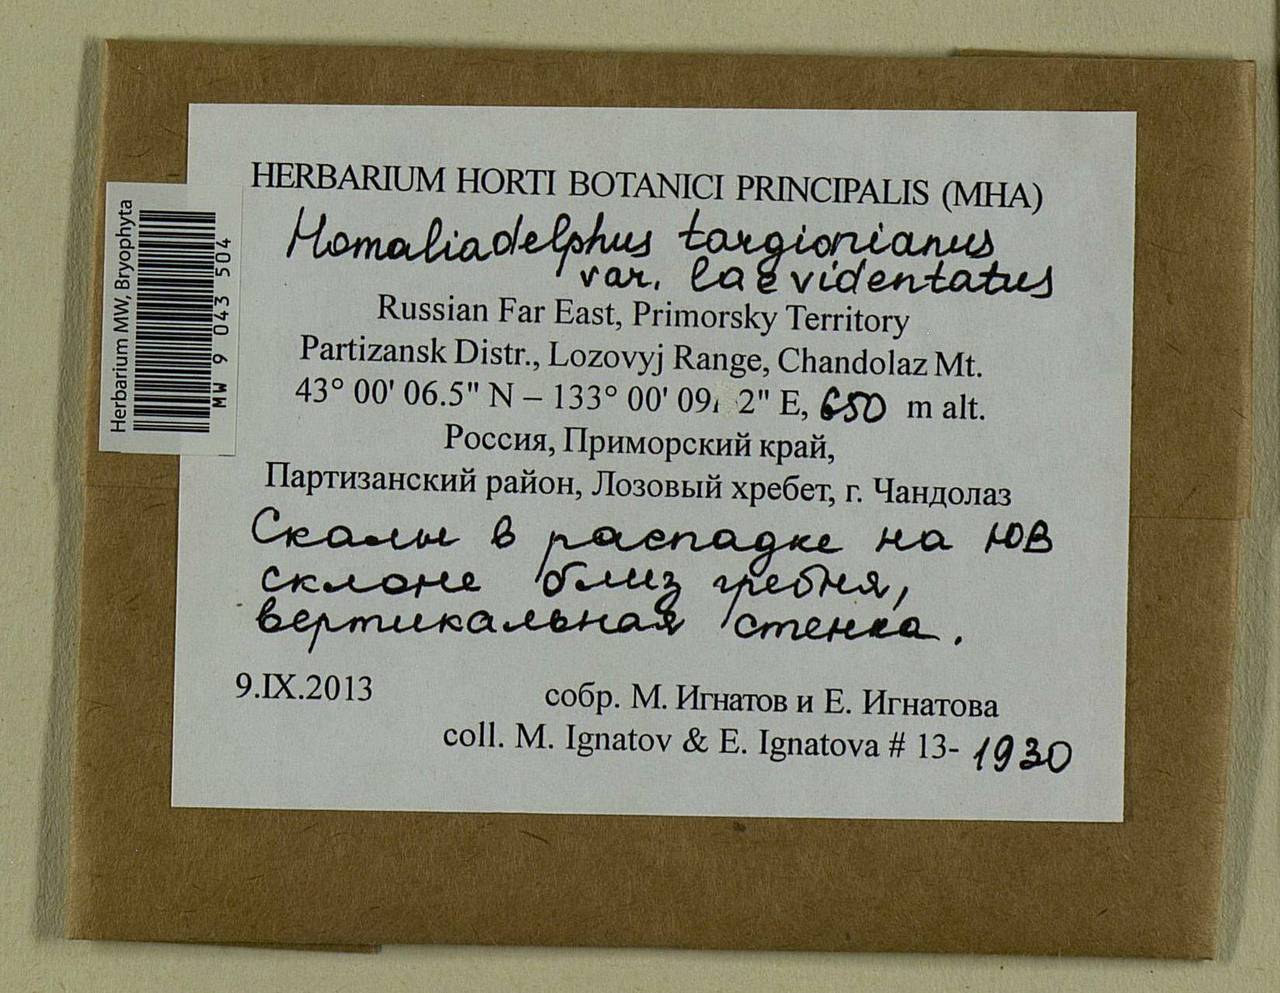 HERBARIUM HORTI BOTANICI PRINCIPALIS (MHA)
Homaliadelphus targionianus
var. laevidentatus
Russian Far East, Primorsky Territory
Partizansk Distr., Lozovyj Range, Chandolaz Mt.
43° 00' 06.5" N – 133° 00' 09. 2" E, 650 m alt.
Россия, Приморский край,
Партизанский район, Лозовый хребет, г. Чандолаз
Скалы в распадке на ЮВ
склоне близ гребня,
вертикальная стенка.
9.IX.2013
собр. М. Игнатов и Е. Игнатова
coll. M. Ignatov & E. Ignatova # 13- 1930
Herbarium MW, Bryophyta
MW 9 043 504